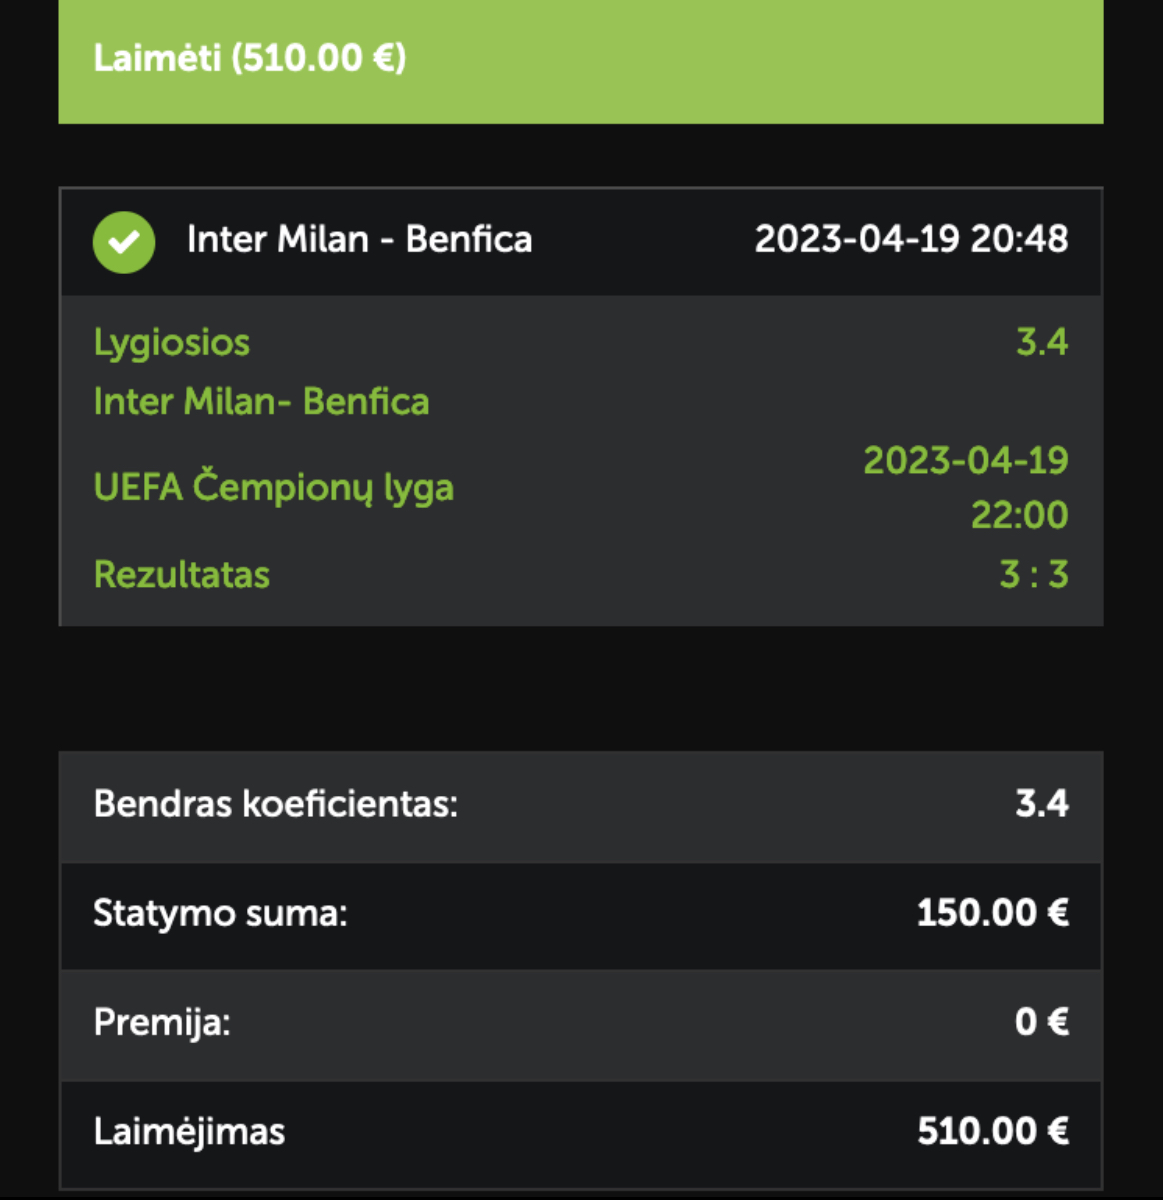 Laimėti (510.00 €)
Inter Milan - Benfica 2023-04-19 20:48
Lygiosios 3.4
Inter Milan- Benfica
UEFA Čempionų lyga 2023-04-19
22:00
Rezultatas 3 : 3
Bendras koeficientas: 3.4
Statymo suma: 150.00 €
Premija: 0 €
Laimėjimas 510.00 €